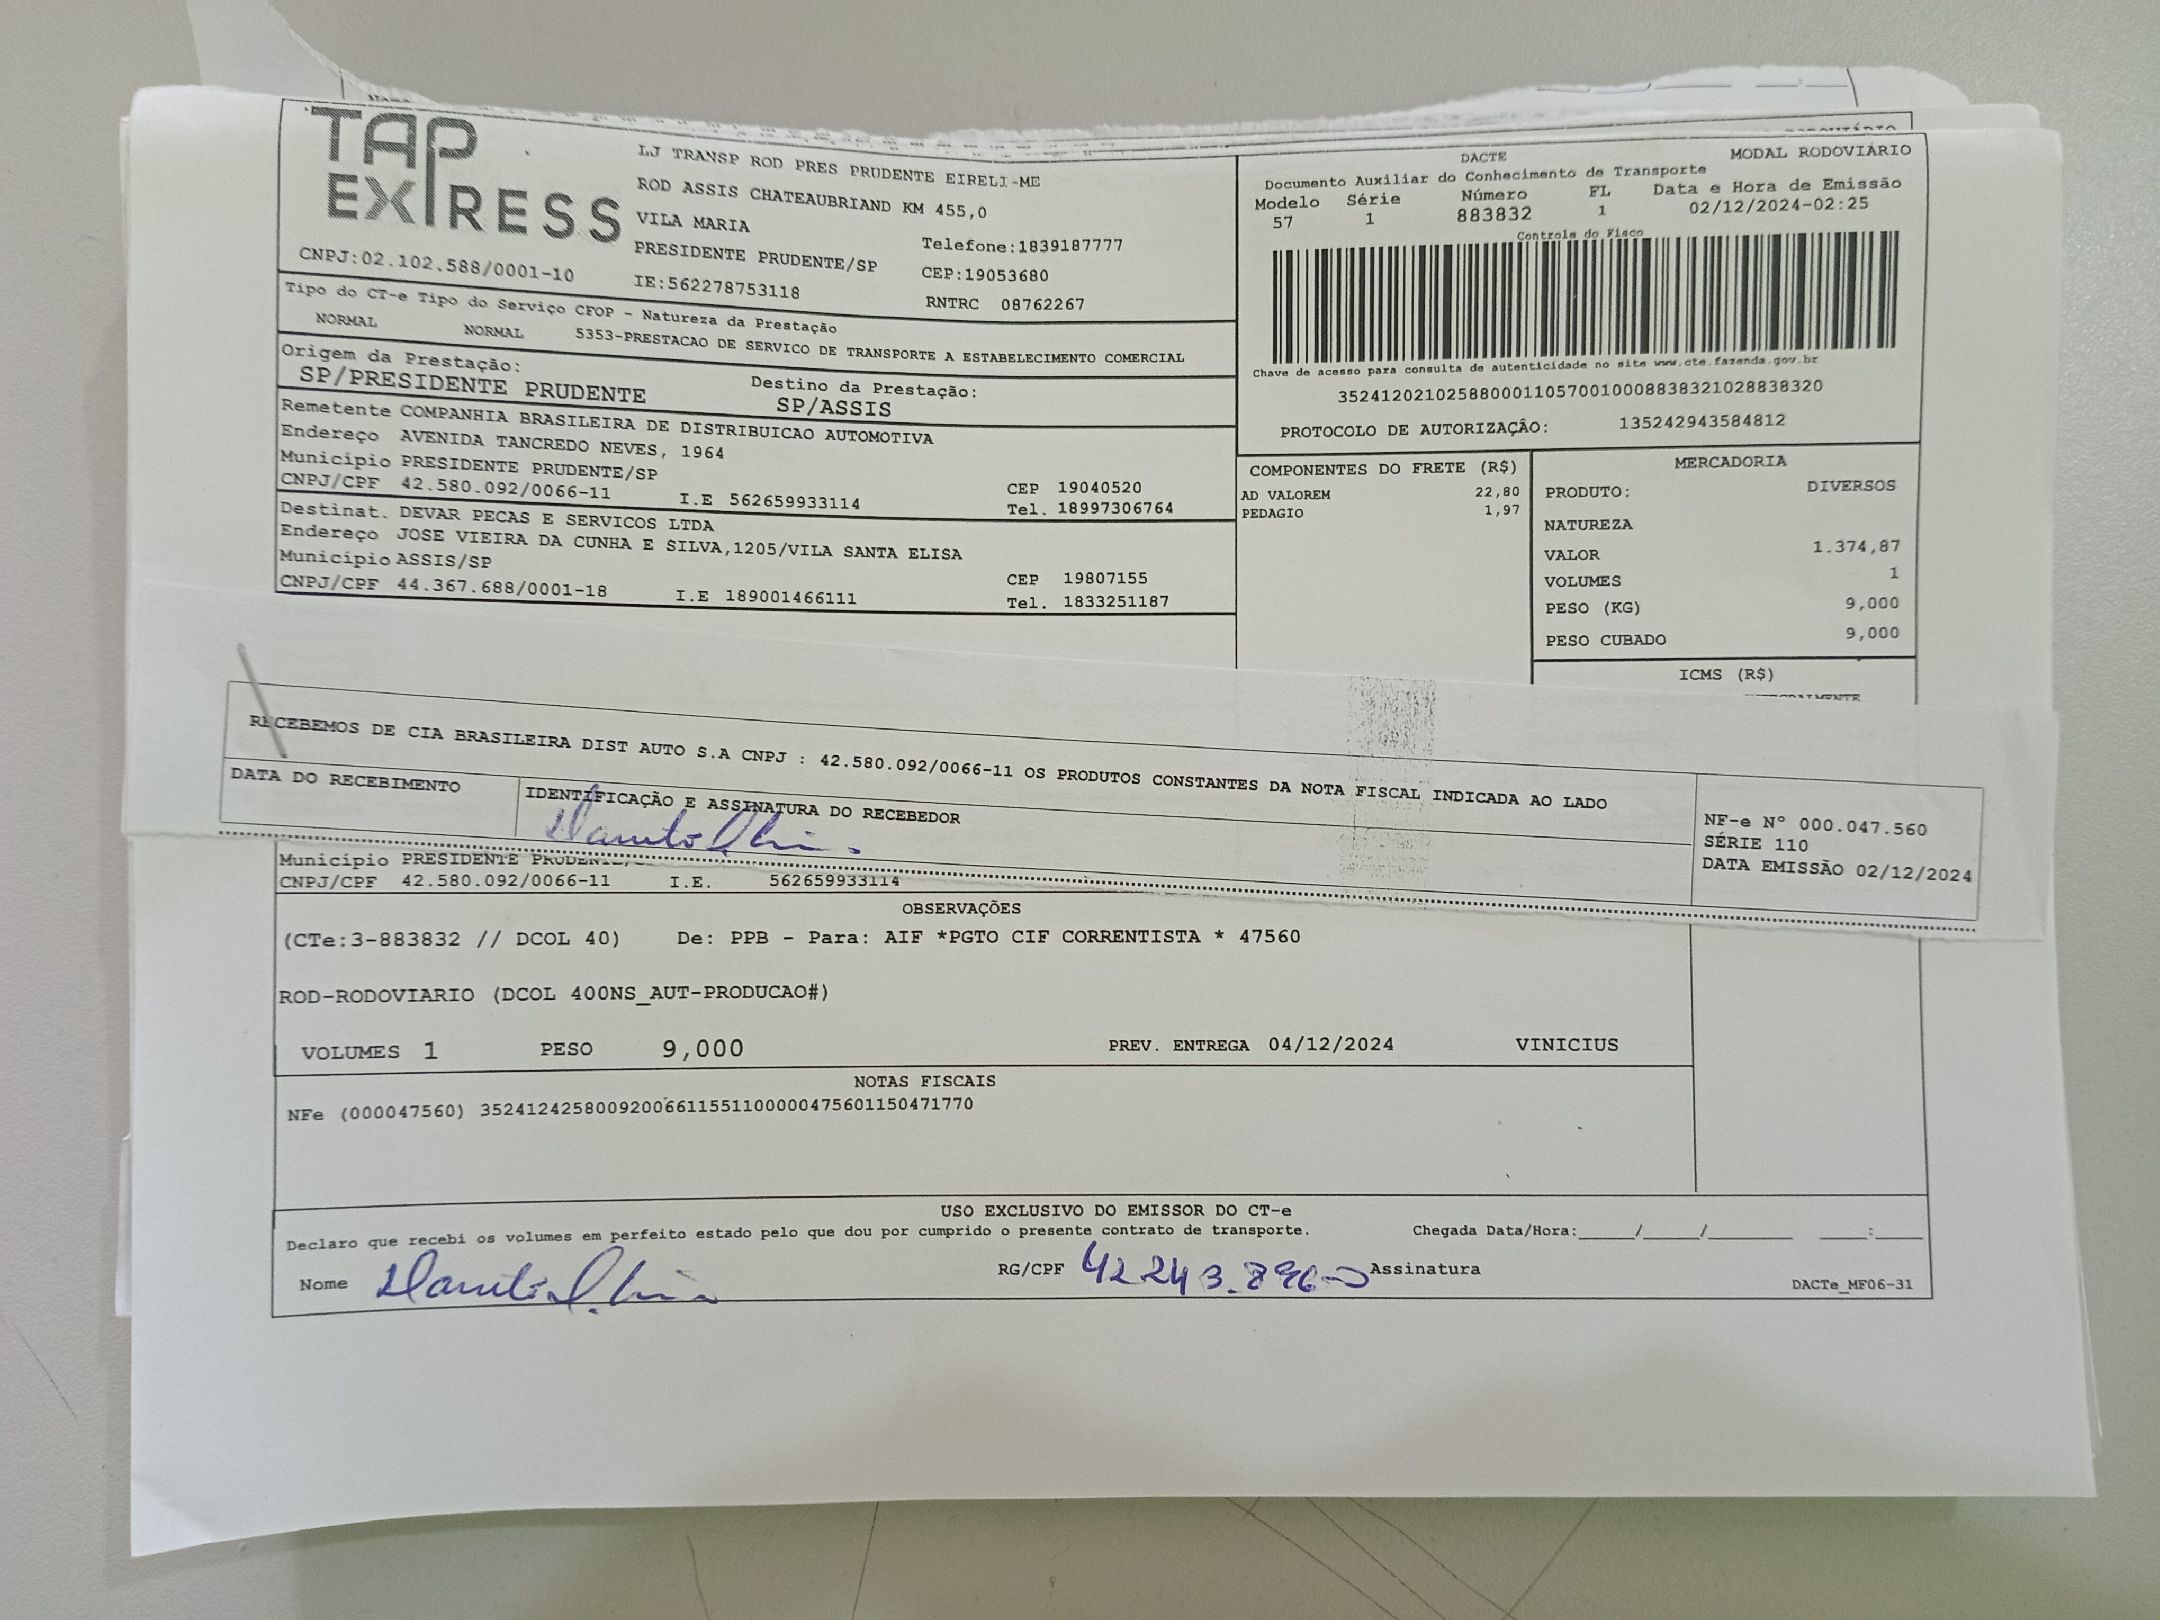 TAP EXPRESS
LJ TRANSP ROD PRES PRUDENTE EIRELI-ME
ROD ASSIS CHATEAUBRIAND KM 455,0
VILA MARIA
Telefone:1839187777
PRESIDENTE PRUDENTE/SP
CEP:19053680
CNPJ:02.102.588/0001-10
IE:562278753118
RNTRC 08762267
Tipo do CT-e Tipo do Serviço CFOP - Natureza da Prestação
NORMAL NORMAL 5353-PRESTACAO DE SERVICO DE TRANSPORTE A ESTABELECIMENTO COMERCIAL
Origem da Prestação:
SP/PRESIDENTE PRUDENTE
Destino da Prestação:
SP/ASSIS
Remetente COMPANHIA BRASILEIRA DE DISTRIBUICAO AUTOMOTIVA
Endereço AVENIDA TANCREDO NEVES, 1964
Município PRESIDENTE PRUDENTE/SP CEP 19040520
CNPJ/CPF 42.580.092/0066-11 I.E 562659933114 Tel. 18997306764
Destinat. DEVAR PECAS E SERVICOS LTDA
Endereço JOSE VIEIRA DA CUNHA E SILVA,1205/VILA SANTA ELISA
Município ASSIS/SP CEP 19807155
CNPJ/CPF 44.367.688/0001-18 I.E 189001466111 Tel. 1833251187
DACTE MODAL RODOVIÁRIO
Documento Auxiliar do Conhecimento de Transporte
Modelo Série Número FL Data e Hora de Emissão
57 1 883832 1 02/12/2024-02:25
Controle do Fisco
Chave de acesso para consulta de autenticidade no site www.cte.fazenda.gov.br
35241202102588000110570010008838321028838320
PROTOCOLO DE AUTORIZAÇÃO: 135242943584812
COMPONENTES DO FRETE (R$)
AD VALOREM 22,80
PEDAGIO 1,97
MERCADORIA
PRODUTO: DIVERSOS
NATUREZA
VALOR 1.374,87
VOLUMES 1
PESO (KG) 9,000
PESO CUBADO 9,000
ICMS (R$)
RECEBEMOS DE CIA BRASILEIRA DIST AUTO S.A CNPJ : 42.580.092/0066-11 OS PRODUTOS CONSTANTES DA NOTA FISCAL INDICADA AO LADO
DATA DO RECEBIMENTO
IDENTIFICAÇÃO E ASSINATURA DO RECEBEDOR
NF-e N° 000.047.560
SÉRIE 110
DATA EMISSÃO 02/12/2024
Município PRESIDENTE
CNPJ/CPF 42.580.092/0066-11 I.E. 562659933114
OBSERVAÇÕES
(CTe:3-883832 // DCOL 40) De: PPB - Para: AIF *PGTO CIF CORRENTISTA * 47560
ROD-RODOVIARIO (DCOL 400NS_AUT-PRODUCAO#)
VOLUMES 1 PESO 9,000 PREV. ENTREGA 04/12/2024 VINICIUS
NOTAS FISCAIS
NFe (000047560) 35241242580092006611551100000475601150471770
USO EXCLUSIVO DO EMISSOR DO CT-e
Declaro que recebi os volumes em perfeito estado pelo que dou por cumprido o presente contrato de transporte. Chegada Data/Hora:_____/_____/_______ ____:____
Nome RG/CPF Assinatura
DACTe_MF06-31